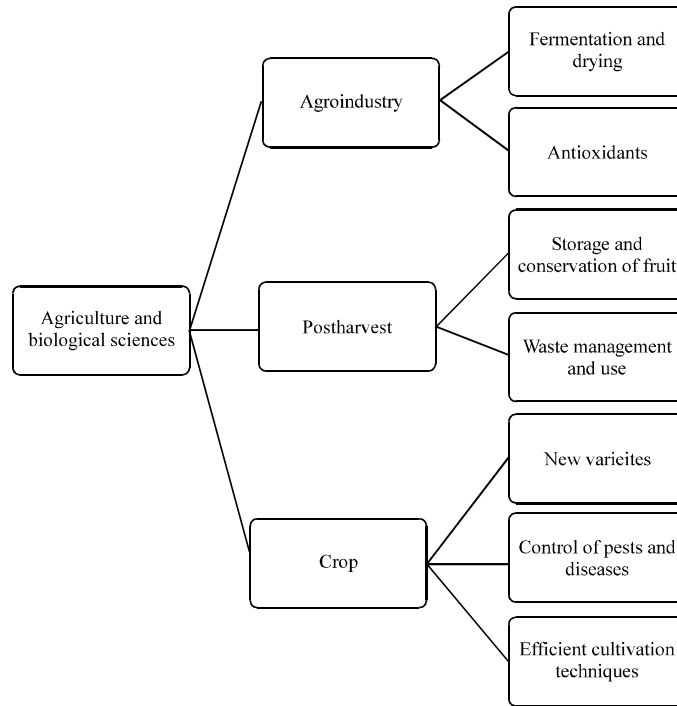 Agriculture and
biological sciences
Agroindustry
Fermentation and
drying
Antioxidants
Postharvest
Storage and
conservation of fruit
Waste management
and use
Crop
New varieites
Control of pests and
diseases
Efficient cultivation
techniques